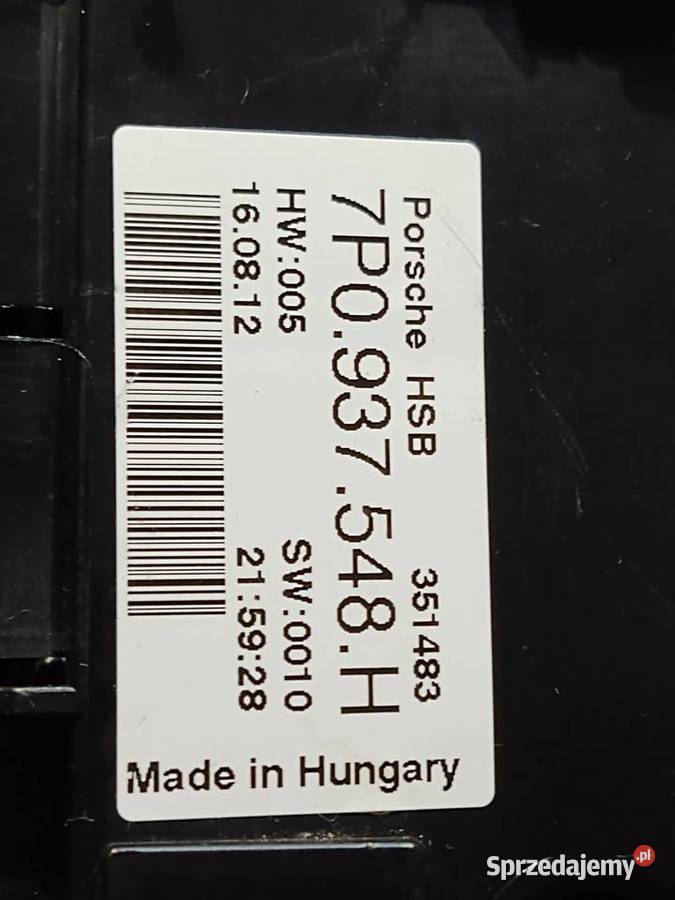 Porsche HSB 351483
7P0.937.548.H
HW:005 SW:0010
16.08.12 21:59:28
Made in Hungary
Sprzedajemy.pl